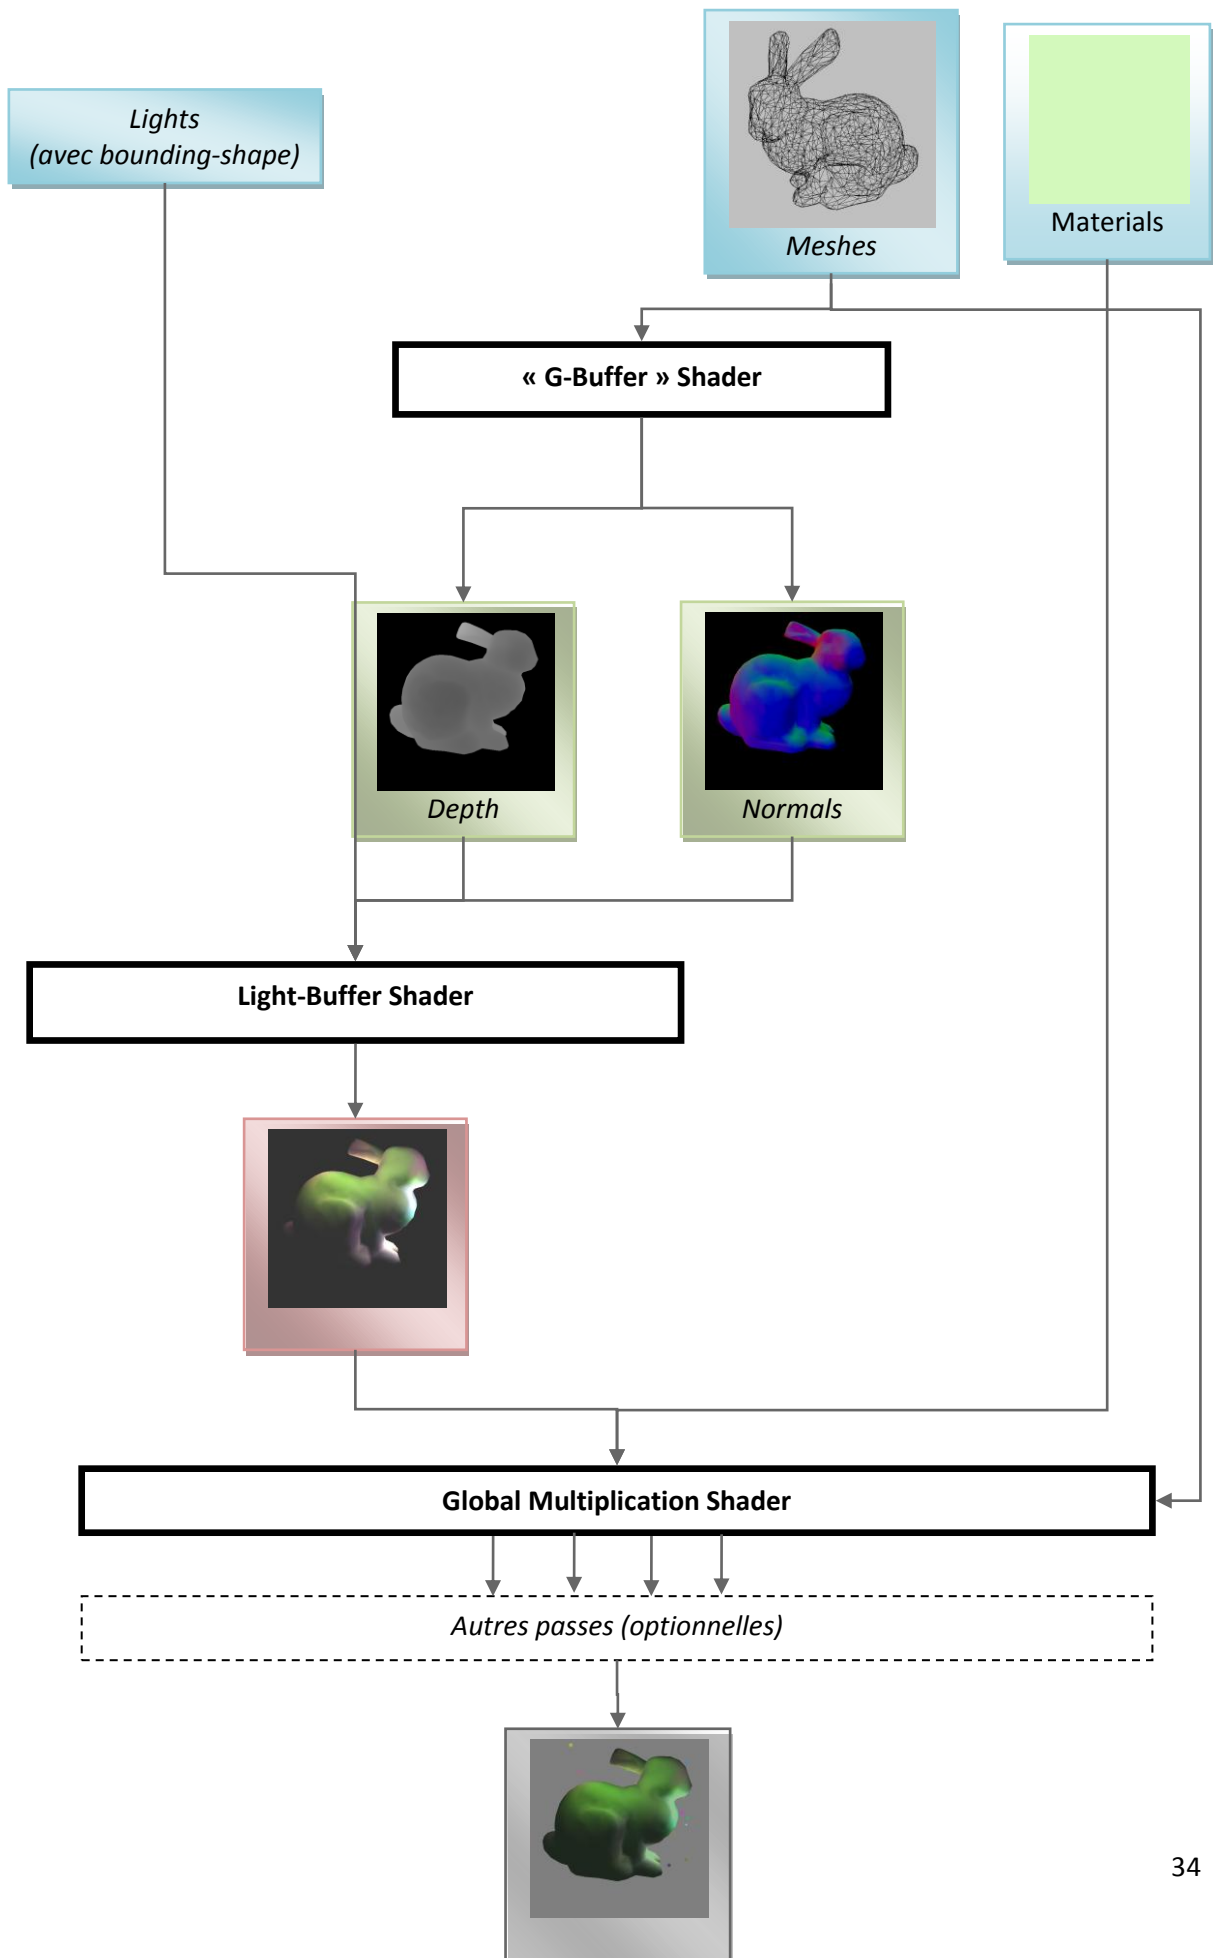 Lights
(avec bounding-shape)
Meshes
Materials
« G-Buffer » Shader
Depth
Normals
Light-Buffer Shader
Global Multiplication Shader
Autres passes (optionnelles)
34